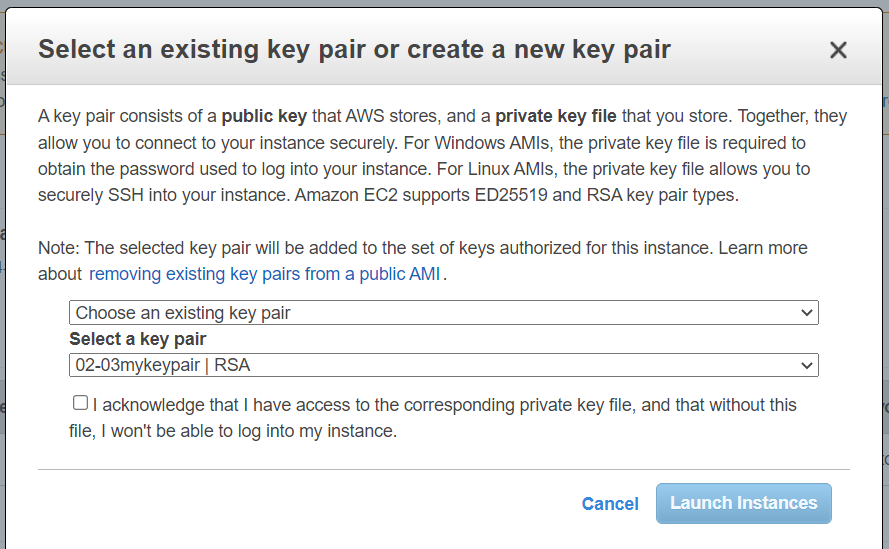 Select an existing key pair or create a new key pair
A key pair consists of a public key that AWS stores, and a private key file that you store. Together, they
allow you to connect to your instance securely. For Windows AMIs, the private key file is required to
obtain the password used to log into your instance. For Linux AMIs, the private key file allows you to
securely SSH into your instance. Amazon EC2 supports ED25519 and RSA key pair types.
Note: The selected key pair will be added to the set of keys authorized for this instance. Learn more
about removing existing key pairs from a public AMI.
Choose an existing key pair
Select a key pair
02-03mykeypair | RSA
I acknowledge that I have access to the corresponding private key file, and that without this
file, I won't be able to log into my instance.
Cancel
Launch Instances